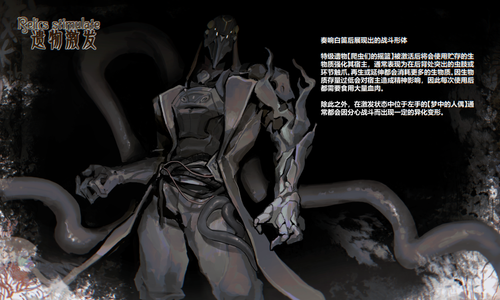 Relics stimulate
遗物激发
奏响白笛后展现出的战斗形体
特级遗物【爬虫们的摇篮】被激活后将会使用贮存的生
物质强化其宿主，通常表现为在后背处突出的虫肢或
环节触爪，再生或延伸都会消耗更多的生物质，因生物
质存量过低会对宿主造成精神影响，因此每次使用后
都需要食用大量血肉。
除此之外，在激发状态中位于左手的【梦中的人偶】通
常都会因分心战斗而出现一定的异化变形。